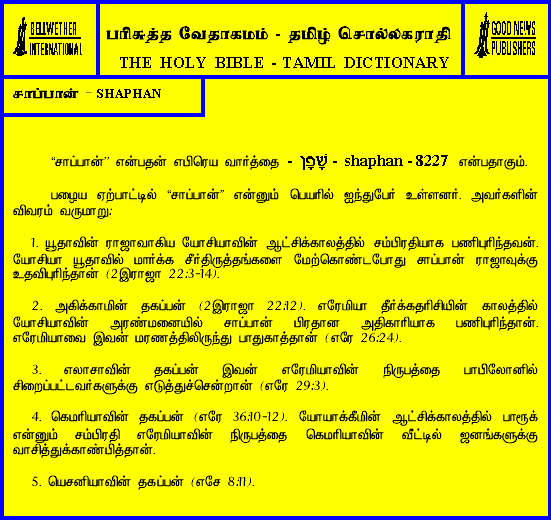 BELLWETHER
INTERNATIONAL
பரிசுத்த வேதாகமம் - தமிழ் சொல்லகராதி
THE HOLY BIBLE - TAMIL DICTIONARY
GOOD NEWS
PUBLISHERS
சாப்பான் - SHAPHAN
“சாப்பான்” என்பதன் எபிரெய வார்த்தை - שָׁפָן - shaphan - 8227 என்பதாகும்.
பழைய ஏற்பாட்டில் “சாப்பான்” என்னும் பெயரில் ஐந்துபேர் உள்ளனர். அவர்களின்
விவரம் வருமாறு:
1. யூதாவின் ராஜாவாகிய யோசியாவின் ஆட்சிக்காலத்தில் சம்பிரதியாக பணிபுரிந்தவன்.
யோசியா யூதாவில் மார்க்க சீர்திருத்தங்களை மேற்கொண்டபோது சாப்பான் ராஜாவுக்கு
உதவிபுரிந்தான் (2இராஜா 22:3-14).
2. அகிக்காமின் தகப்பன் (2இராஜா 22:12). எரேமியா தீர்க்கதரிசியின் காலத்தில்
யோசியாவின் அரண்மனையில் சாப்பான் பிரதான அதிகாரியாக பணிபுரிந்தான்.
எரேமியாவை இவன் மரணத்திலிருந்து பாதுகாத்தான் (எரே 26:24).
3. எலாசாவின் தகப்பன் இவன் எரேமியாவின் நிருபத்தை பாபிலோனில்
சிறைப்பட்டவர்களுக்கு எடுத்துச்சென்றான் (எரே 29:3).
4. கெமரியாவின் தகப்பன் (எரே 36:10-12). யோயாக்கீமின் ஆட்சிக்காலத்தில் பாரூக்
என்னும் சம்பிரதி எரேமியாவின் நிருபத்தை கெமரியாவின் வீட்டில் ஜனங்களுக்கு
வாசித்துக்காண்பித்தான்.
5. யெசனியாவின் தகப்பன் (எசே 8:11).